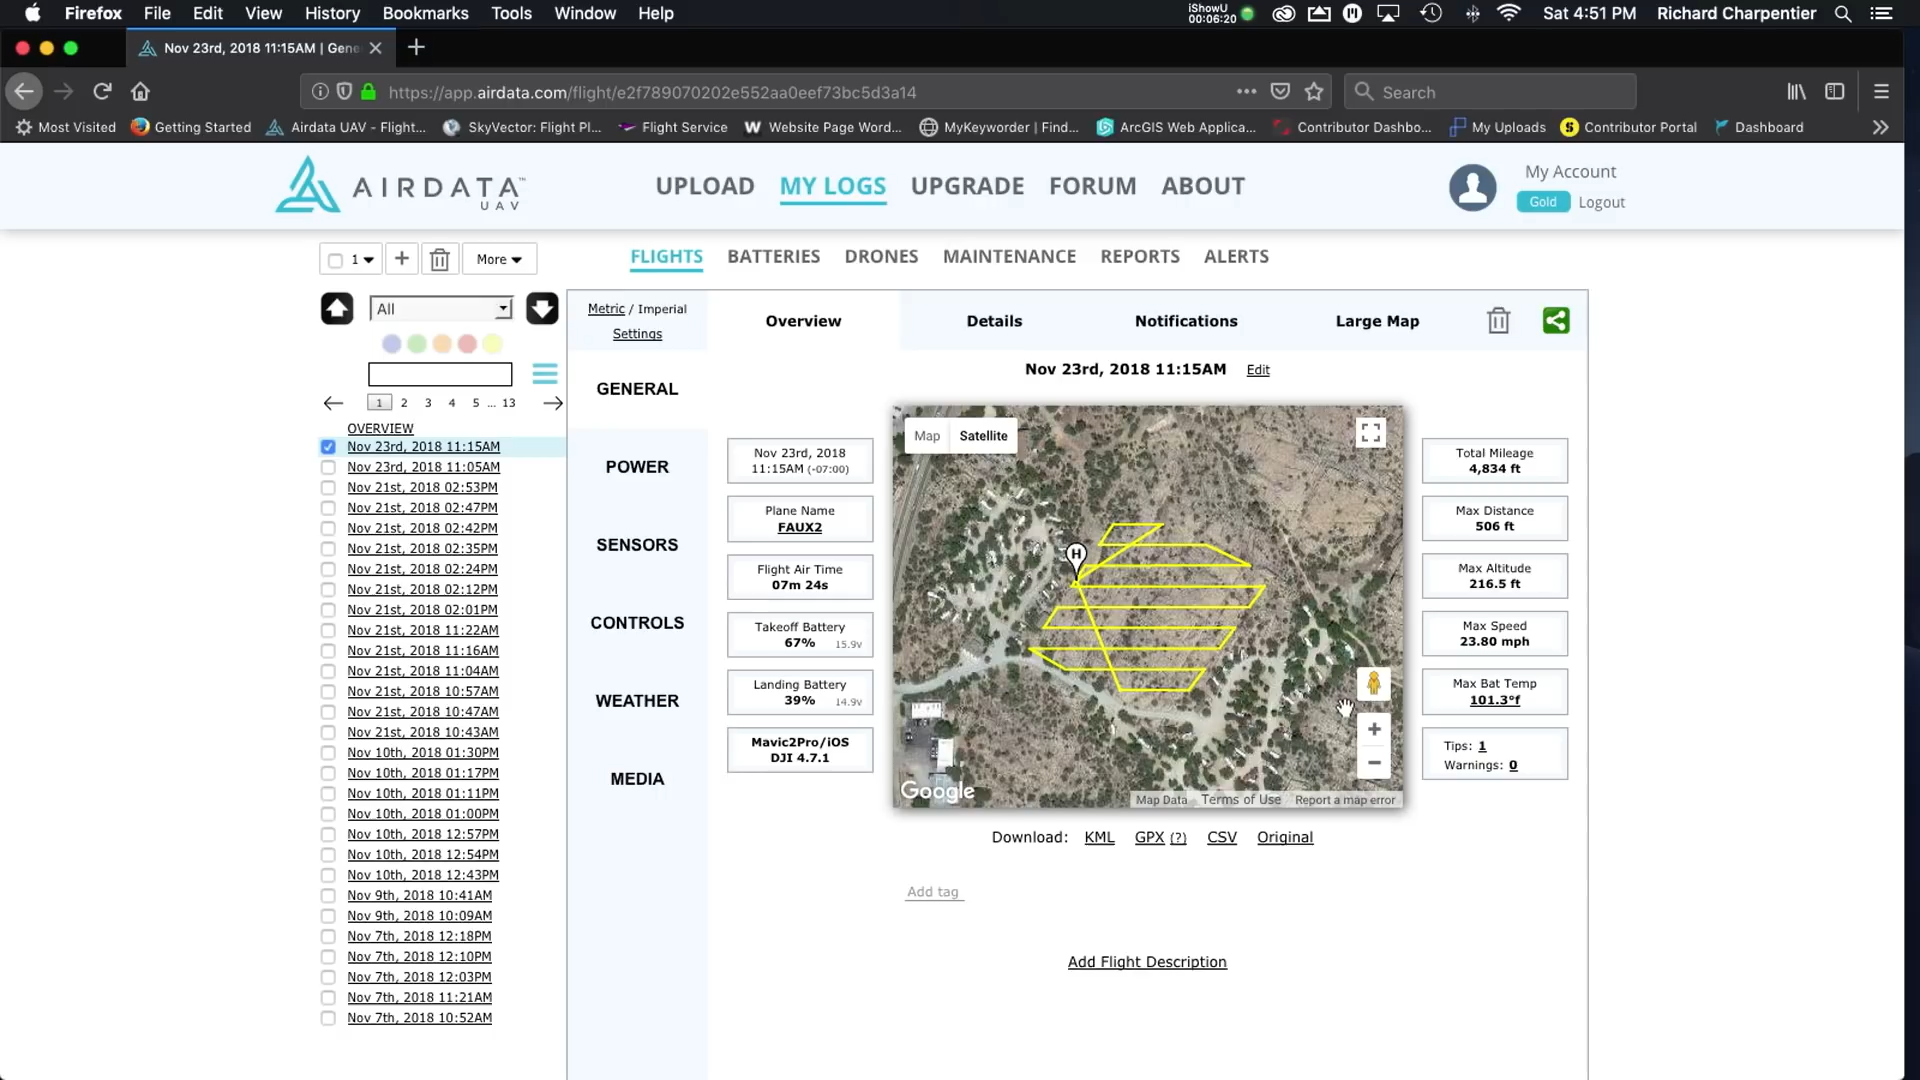 Firefox File Edit View History Bookmarks Tools Window Help
iShowU
00:06:20
Sat 4:51 PM Richard Charpentier
Nov 23rd, 2018 11:15AM | Gene
https://app.airdata.com/flight/e2f789070202e552aa0eef73bc5d3a14
Search
Most Visited Getting Started Airdata UAV - Flight... SkyVector: Flight Pl... Flight Service Website Page Word... MyKeyworder | Find... ArcGIS Web Applica... Contributor Dashbo... My Uploads Contributor Portal Dashboard
AIRDATA™
UAV
UPLOAD MY LOGS UPGRADE FORUM ABOUT
My Account
Gold Logout
1 More
FLIGHTS BATTERIES DRONES MAINTENANCE REPORTS ALERTS
All
1 2 3 4 5 ... 13
OVERVIEW
Nov 23rd, 2018 11:15AM
Nov 23rd, 2018 11:05AM
Nov 21st, 2018 02:53PM
Nov 21st, 2018 02:47PM
Nov 21st, 2018 02:42PM
Nov 21st, 2018 02:35PM
Nov 21st, 2018 02:24PM
Nov 21st, 2018 02:12PM
Nov 21st, 2018 02:01PM
Nov 21st, 2018 11:22AM
Nov 21st, 2018 11:16AM
Nov 21st, 2018 11:04AM
Nov 21st, 2018 10:57AM
Nov 21st, 2018 10:47AM
Nov 21st, 2018 10:43AM
Nov 10th, 2018 01:30PM
Nov 10th, 2018 01:17PM
Nov 10th, 2018 01:11PM
Nov 10th, 2018 01:00PM
Nov 10th, 2018 12:57PM
Nov 10th, 2018 12:54PM
Nov 10th, 2018 12:43PM
Nov 9th, 2018 10:41AM
Nov 9th, 2018 10:09AM
Nov 7th, 2018 12:18PM
Nov 7th, 2018 12:10PM
Nov 7th, 2018 12:03PM
Nov 7th, 2018 11:21AM
Nov 7th, 2018 10:52AM
Metric / Imperial
Settings
Overview Details Notifications Large Map
GENERAL
POWER
SENSORS
CONTROLS
WEATHER
MEDIA
Nov 23rd, 2018 11:15AM Edit
Nov 23rd, 2018
11:15AM (-07:00)
Plane Name
FAUX2
Flight Air Time
07m 24s
Takeoff Battery
67% 15.9v
Landing Battery
39% 14.9v
Mavic2Pro/iOS
DJI 4.7.1
Map Satellite
H
Google
Map Data Terms of Use Report a map error
Total Mileage
4,834 ft
Max Distance
506 ft
Max Altitude
216.5 ft
Max Speed
23.80 mph
Max Bat Temp
101.3°f
Tips: 1
Warnings: 0
Download: KML GPX (?) CSV Original
Add tag
Add Flight Description